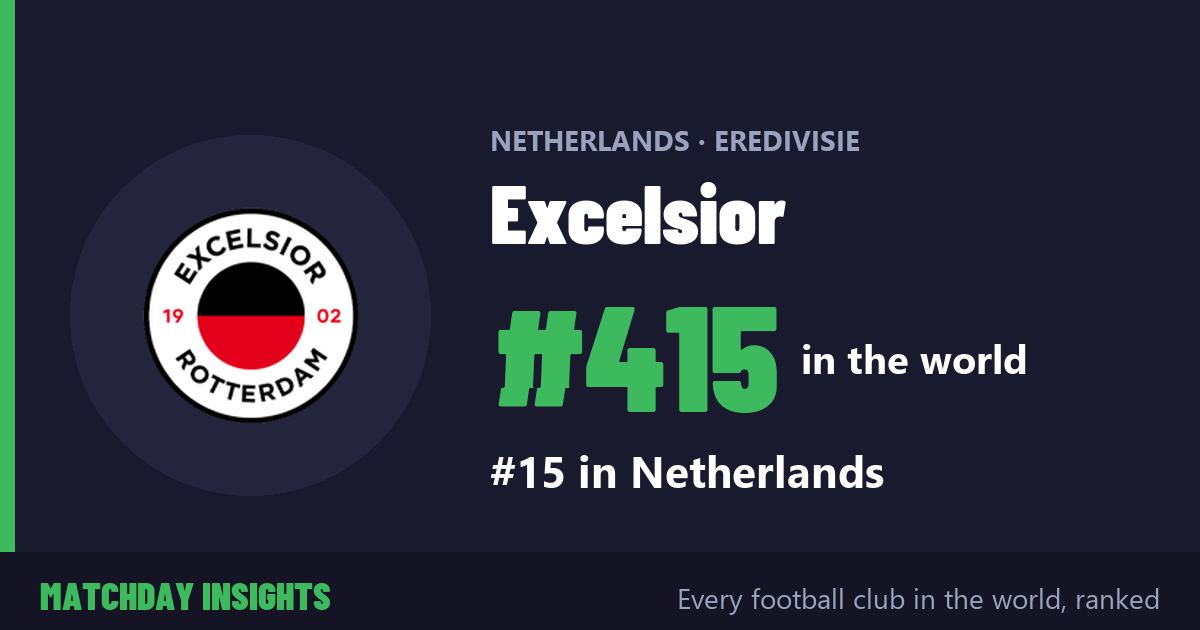 NETHERLANDS · EREDIVISIE
Excelsior
EXCELSIOR
19 02
ROTTERDAM
#415 in the world
#15 in Netherlands
MATCHDAY INSIGHTS
Every football club in the world, ranked